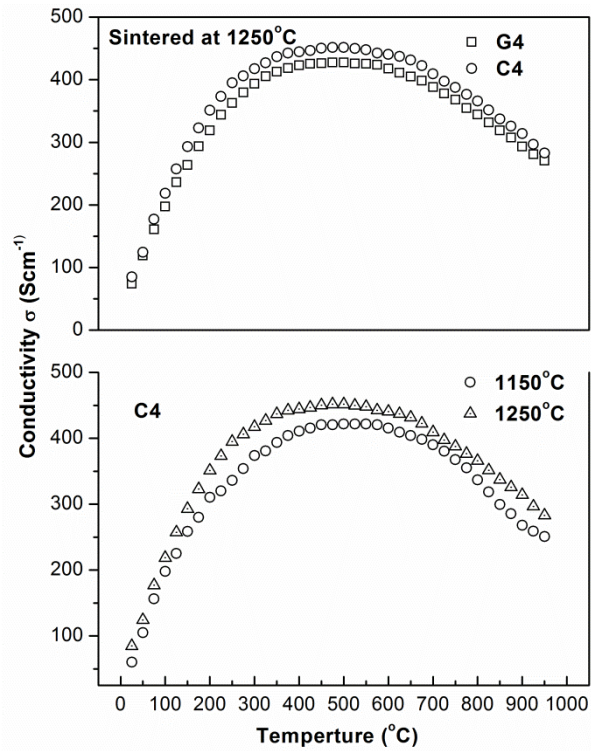 Sintered at 1250°C
G4
C4
500
400
300
200
100
0
Conductivity σ (Scm⁻¹)
C4
1150°C
1250°C
500
400
300
200
100
0 100 200 300 400 500 600 700 800 900 1000
Temperture (°C)